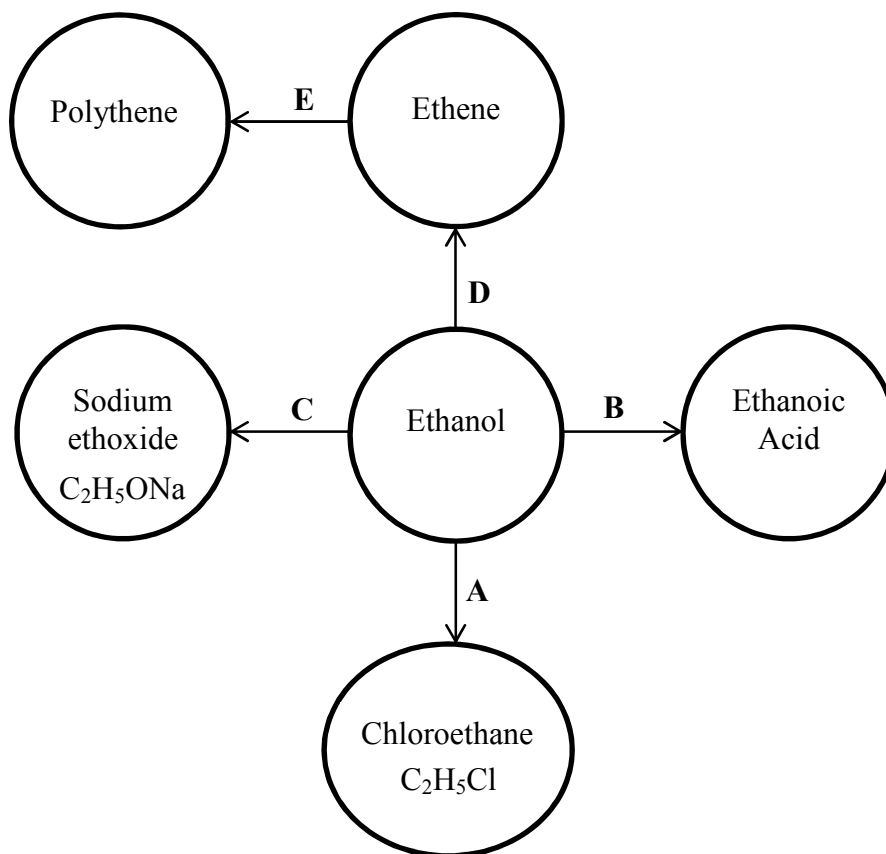 Polythene
E
Ethene
D
Sodium
ethoxide
C₂H₅ONa
C
Ethanol
B
Ethanoic
Acid
A
Chloroethane
C₂H₅Cl